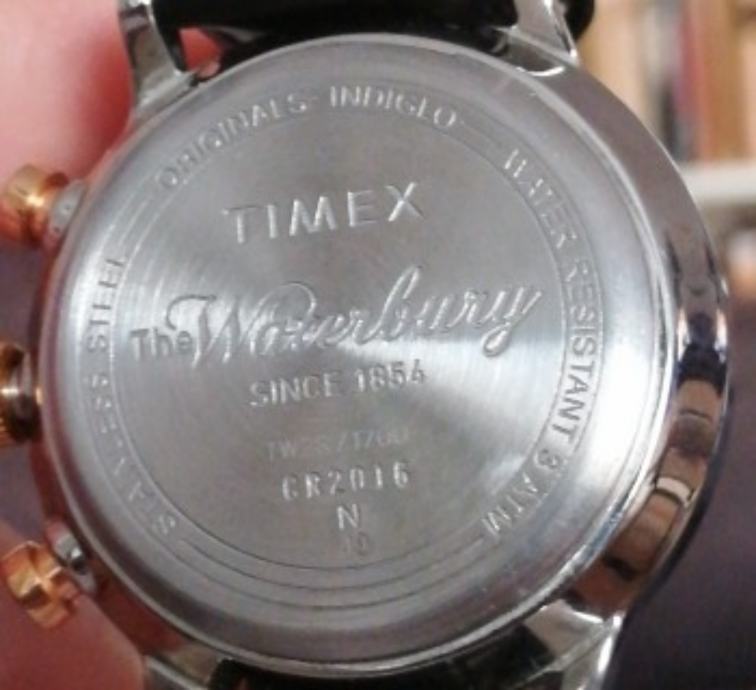 ORIGINALS INDIGLO
WATER RESISTANT 3 ATM
STAINLESS STEEL
TIMEX
The Waterbury
SINCE 1854
CR2016
N